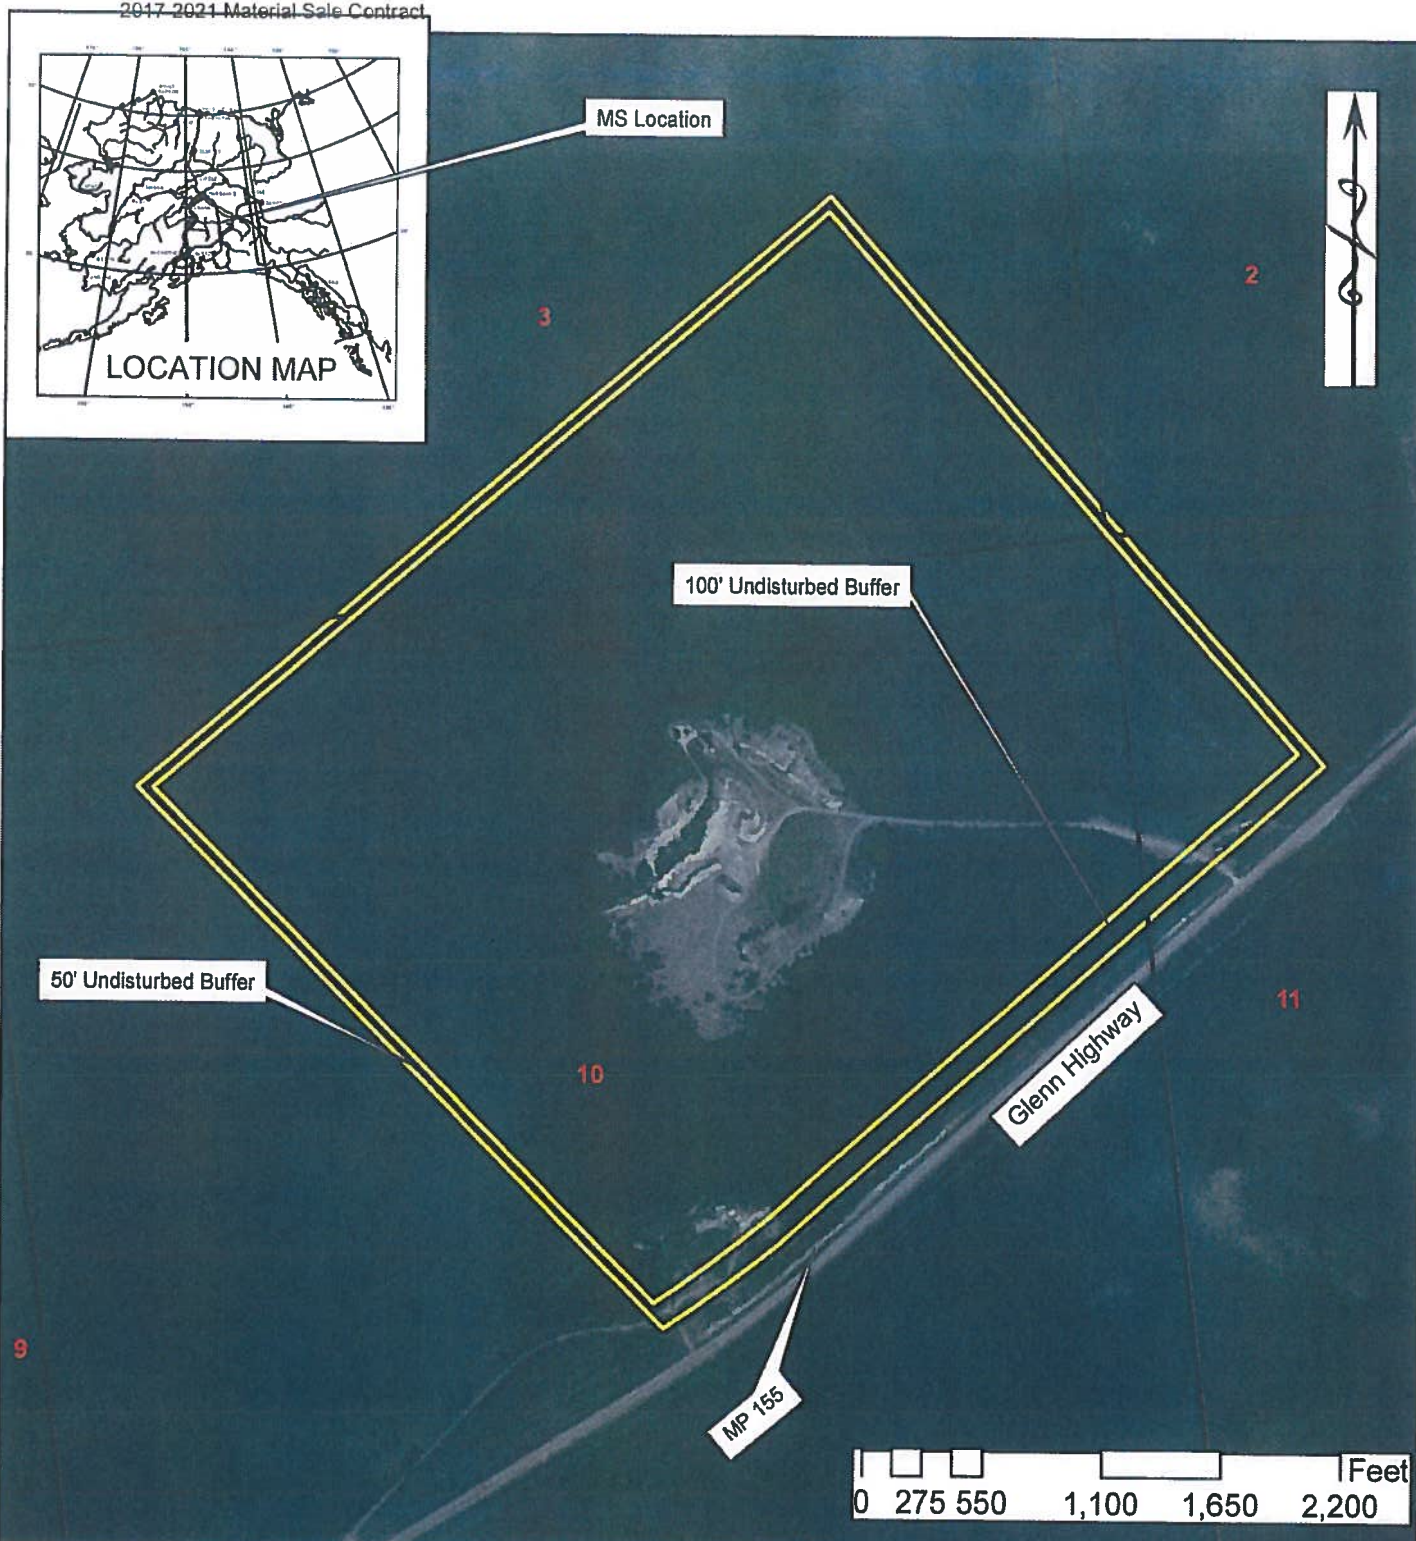 2017-2021 Material Sale Contract
MS Location
LOCATION MAP
3
2
100' Undisturbed Buffer
50' Undisturbed Buffer
10
11
Glenn Highway
9
MP 155
Feet
0 275 550 1,100 1,650 2,200